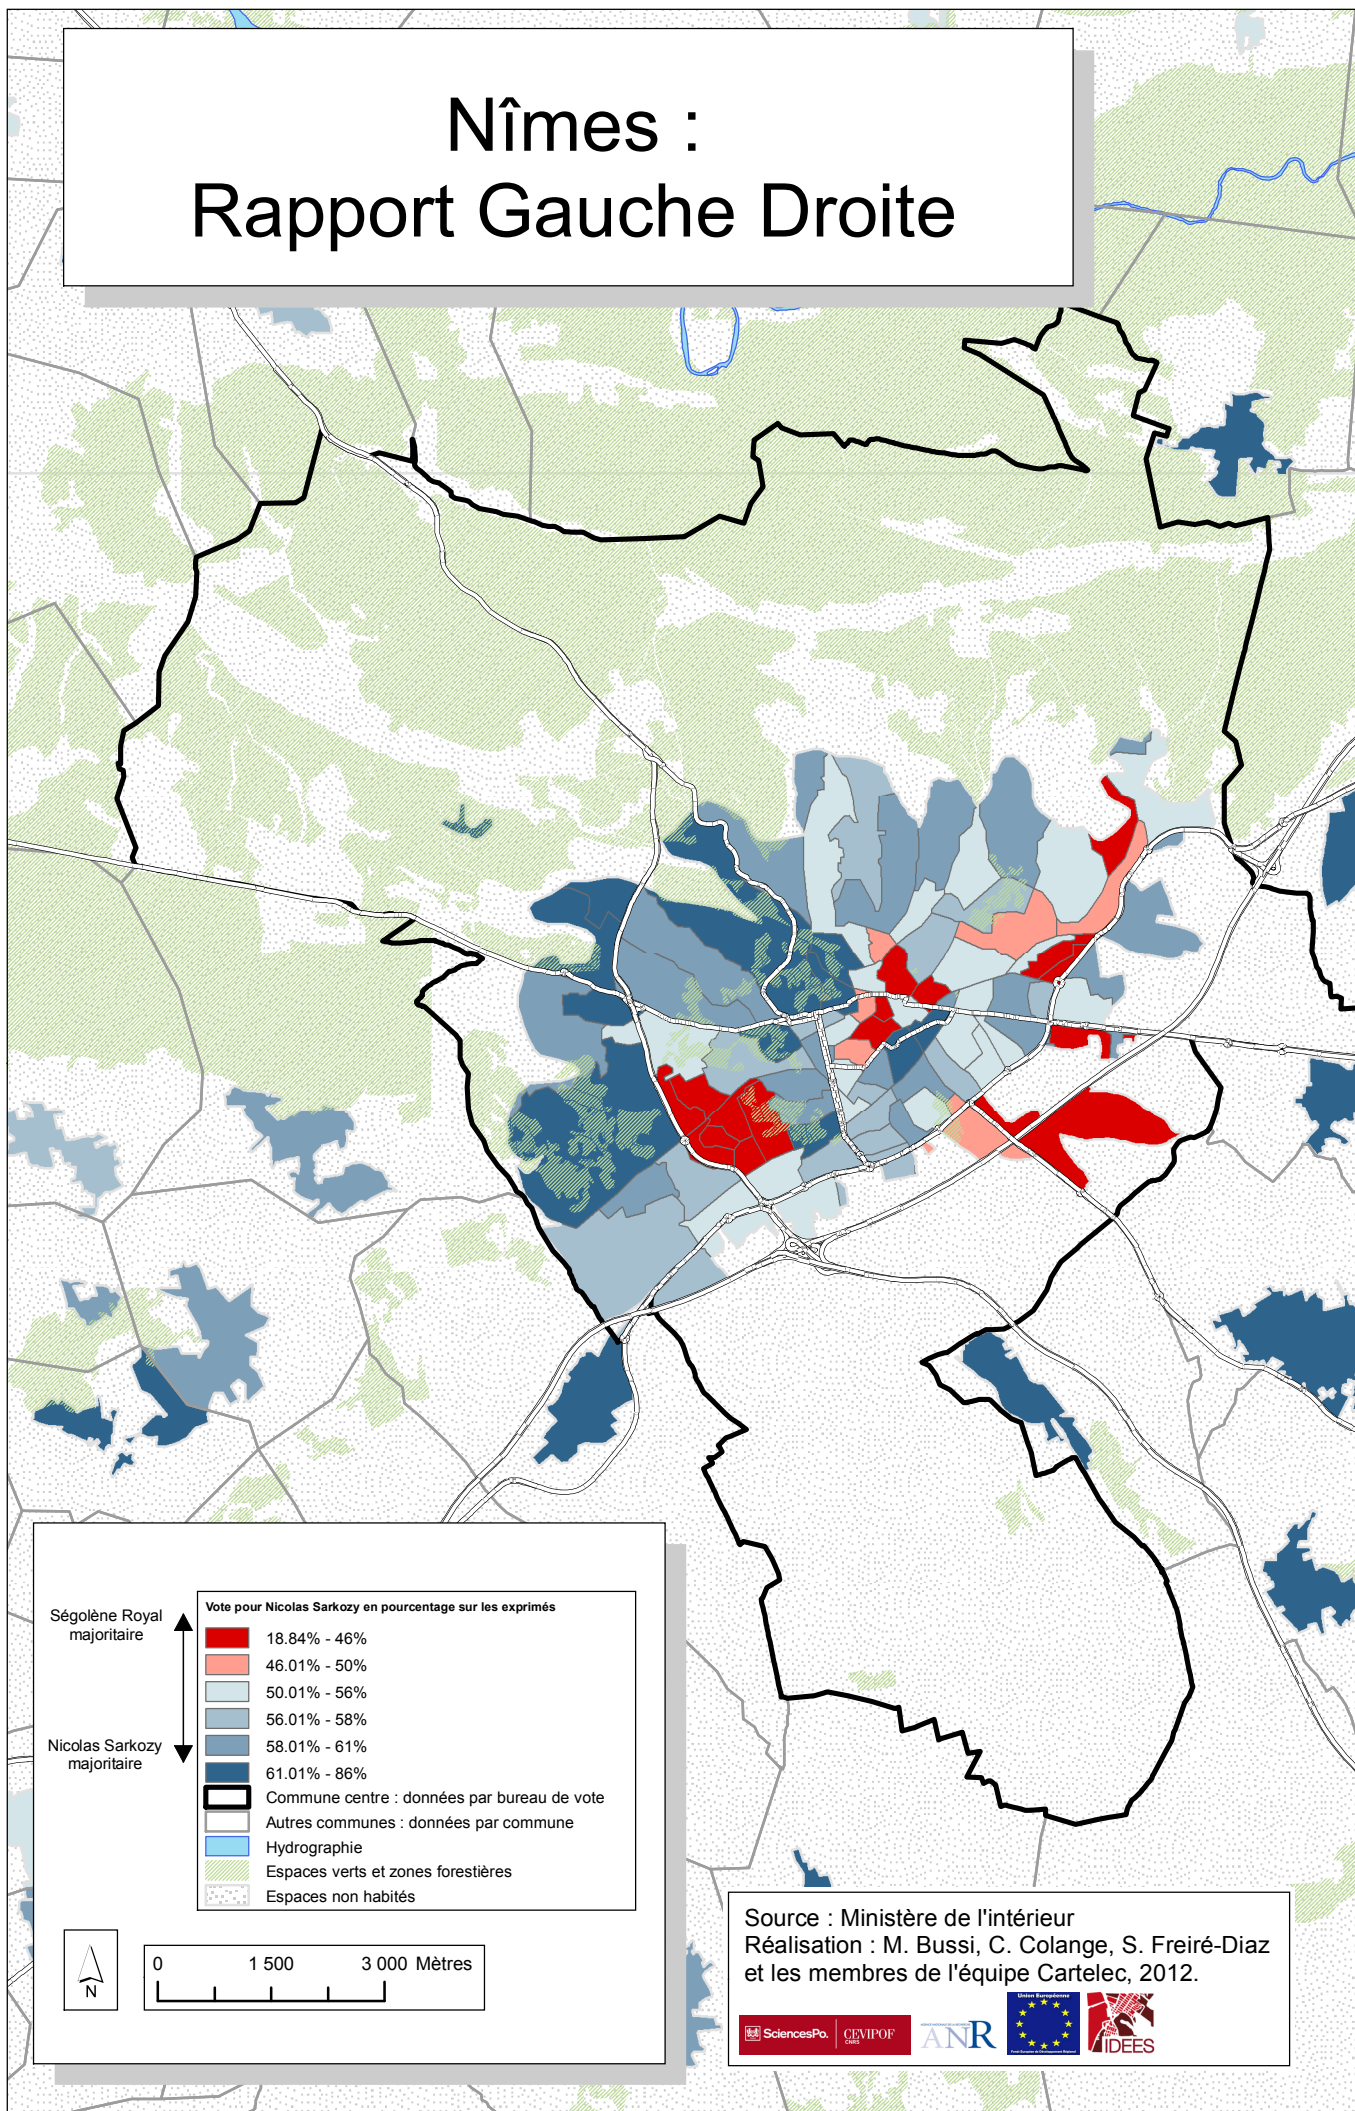 Nîmes :
Rapport Gauche Droite
Ségolène Royal
majoritaire
Nicolas Sarkozy
majoritaire
Vote pour Nicolas Sarkozy en pourcentage sur les exprimés
18.84% - 46%
46.01% - 50%
50.01% - 56%
56.01% - 58%
58.01% - 61%
61.01% - 86%
Commune centre : données par bureau de vote
Autres communes : données par commune
Hydrographie
Espaces verts et zones forestières
Espaces non habités
N
0 1 500 3 000 Mètres
Source : Ministère de l'intérieur
Réalisation : M. Bussi, C. Colange, S. Freiré-Diaz
et les membres de l'équipe Cartelec, 2012.
SciencesPo.
CEVIPOF
CNRS
ANR
Union Européenne
IDEES